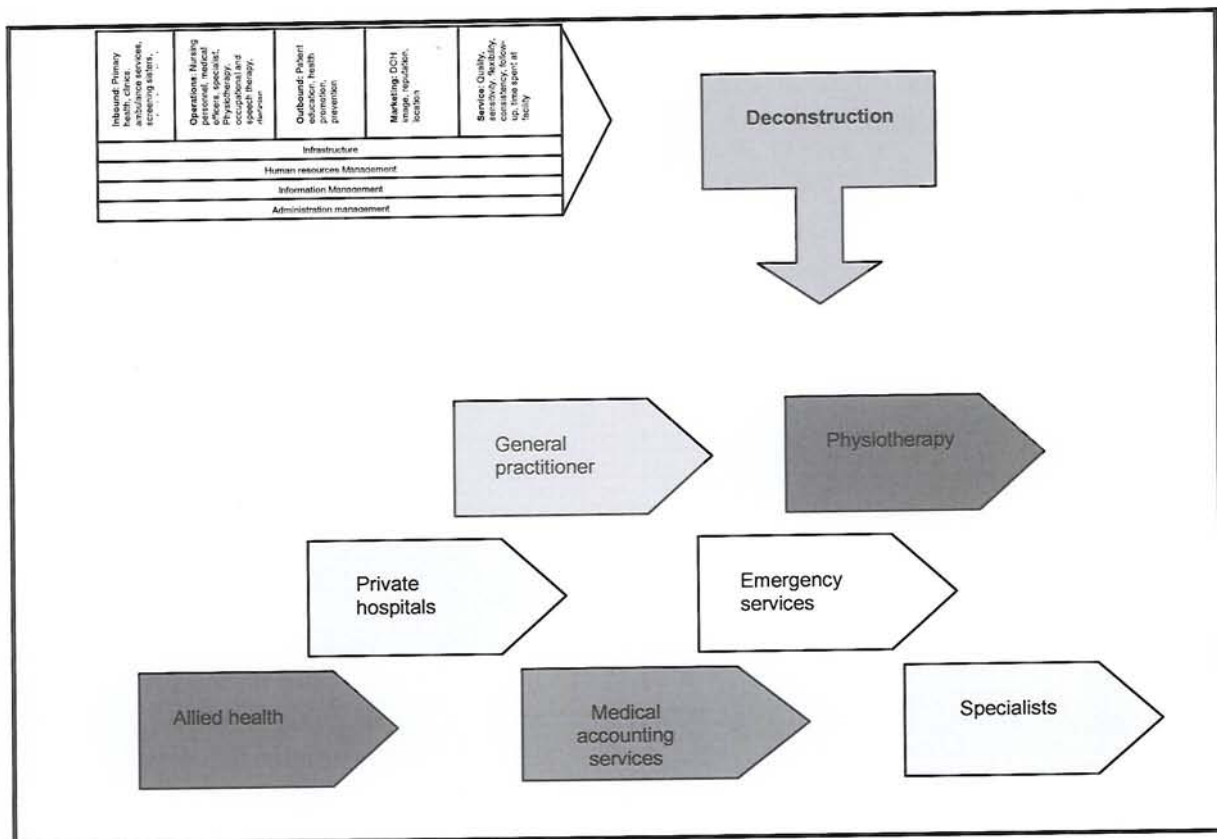 Inbound: Primary
health, clinics,
ambulance services,
screening sisters,
Operations: Nursing
personnel, medical
officers, specialist,
Physiotherapy,
occupational and
speech therapy,
Outbound: Patient
education, health
promotion,
prevention
Marketing: DCH
image, reputation,
location
Service: Quality,
sensitivity, flexibility,
consistency, follow-
up, time spent at
facility
Infrastructure
Human resources Management
Information Management
Administration management
Deconstruction
General
practitioner
Physiotherapy
Private
hospitals
Emergency
services
Allied health
Medical
accounting
services
Specialists